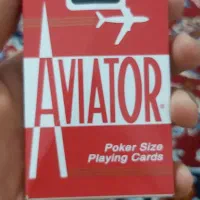 AVIATOR®
Poker Size
Playing Cards